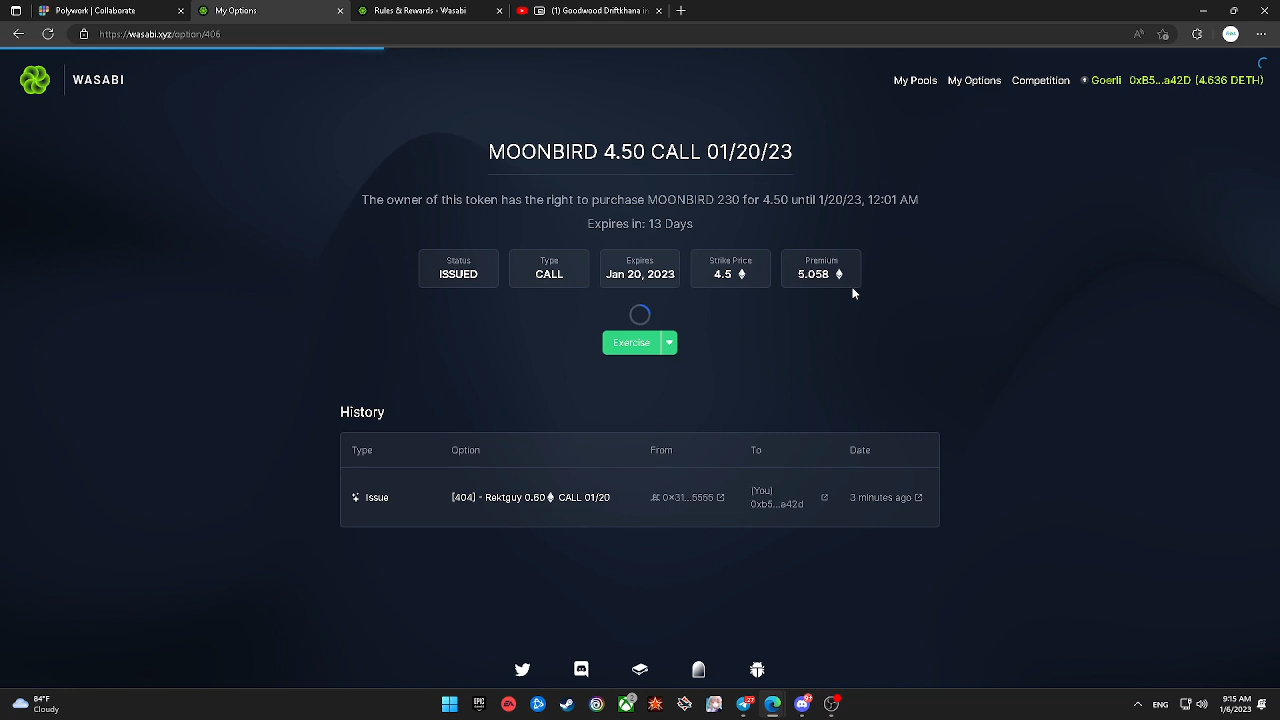 Polywork | Collaborate
My Options
Rules & Rewards - Wasabi
(1) Goodwood Driftkhana in
https://wasabi.xyz/option/406
WASABI
My Pools
My Options
Competition
Goerli
0xB5...a42D (4.636 DETH)
MOONBIRD 4.50 CALL 01/20/23
The owner of this token has the right to purchase MOONBIRD 230 for 4.50 until 1/20/23, 12:01 AM
Expires in: 13 Days
Status
ISSUED
Type
CALL
Expires
Jan 20, 2023
Strike Price
4.5
Premium
5.058
Exercise
History
Type Option From To Date
Issue
[404] - Rektguy 0.60 CALL 01/20
0x31...5555
[You]
0xb5...a42d
3 minutes ago
84°F
Cloudy
EPIC
EA
ENG
9:15 AM
1/6/2023